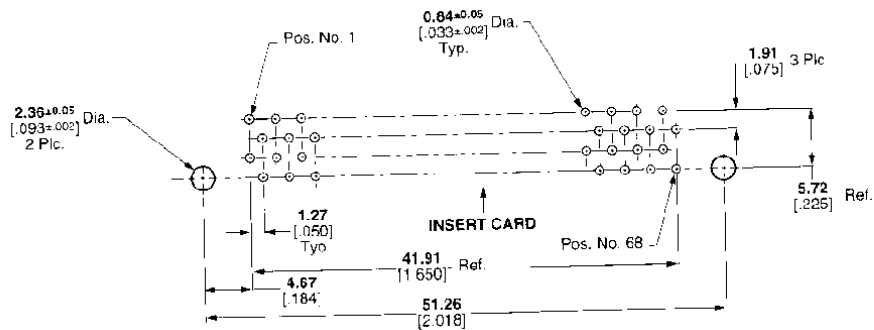 0.84±0.05 Dia.
[.033±.002]
Typ.
Pos. No. 1
1.91
[.075] 3 Plc
2.36±0.05 Dia.
[.093±.002]
2 Plc.
5.72
[.225] Ref.
1.27
[.050]
Tyo
INSERT CARD
Pos. No. 68
41.91
[1.650] Ref.
4.67
[.184]
51.26
[2.018]